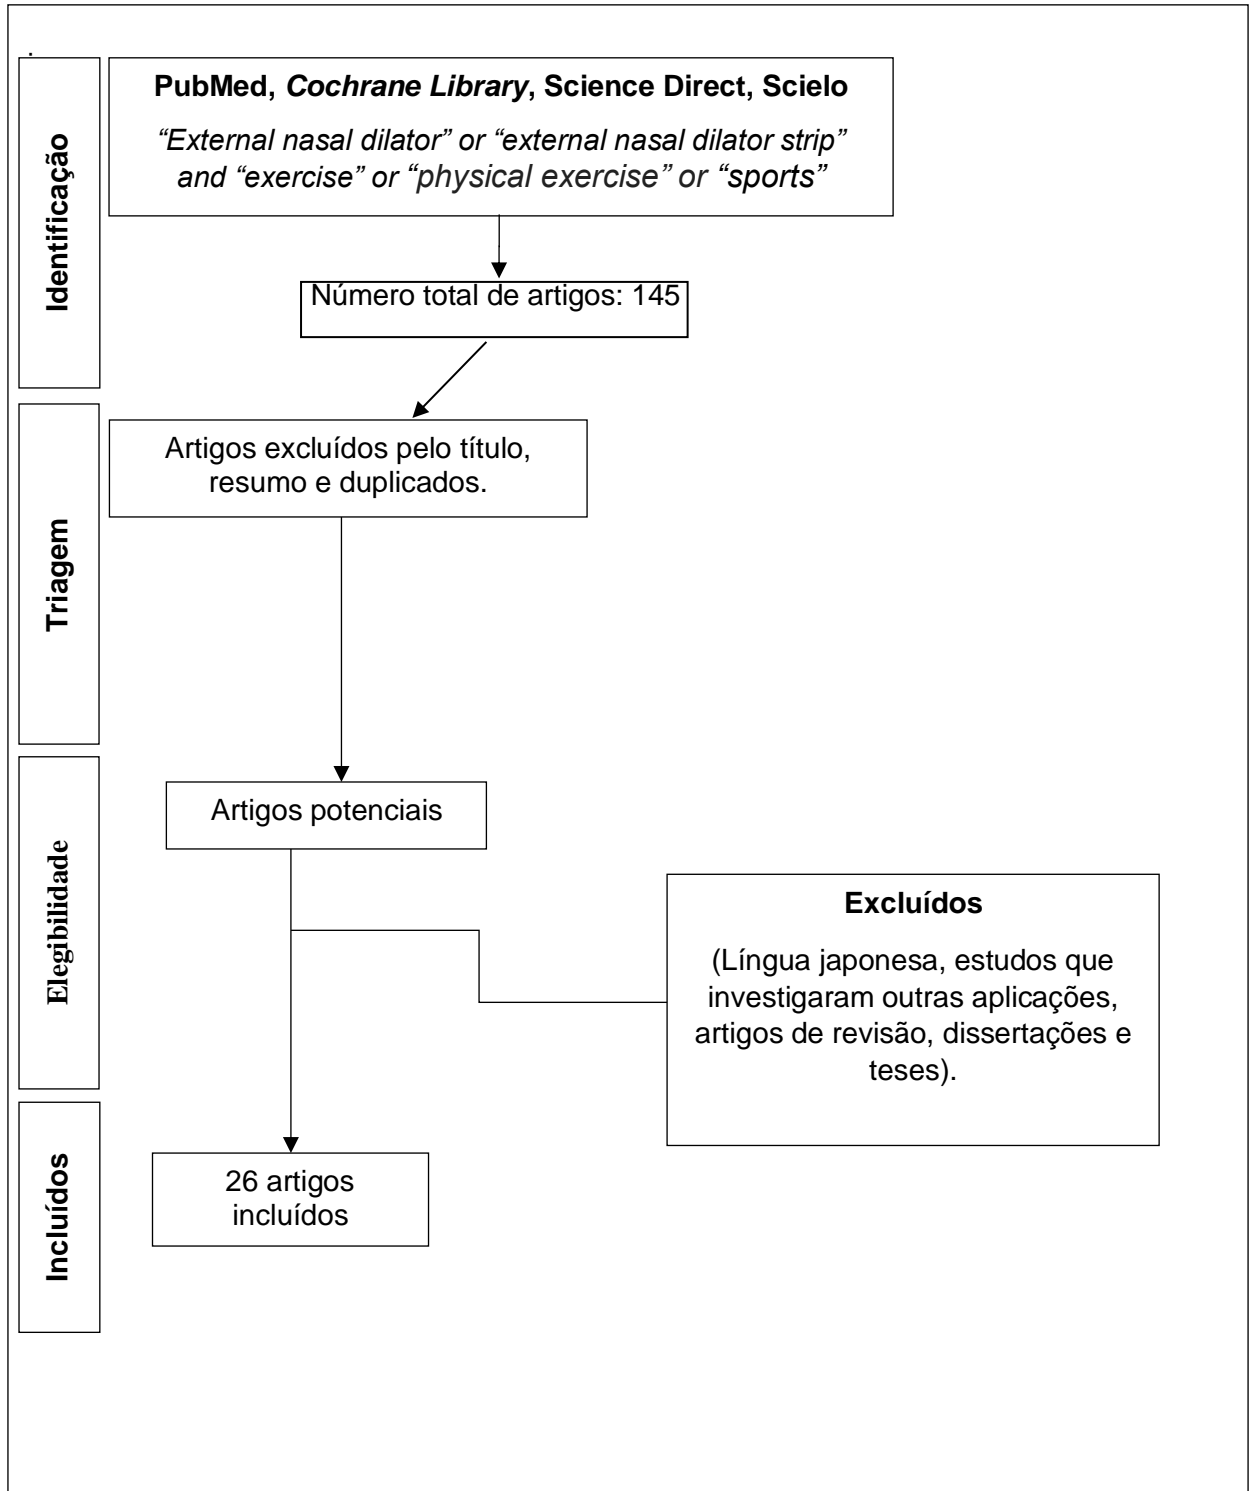 .
Identificação
PubMed, Cochrane Library, Science Direct, Scielo
“External nasal dilator” or “external nasal dilator strip”
and “exercise” or “physical exercise” or “sports”
Número total de artigos: 145
Triagem
Artigos excluídos pelo título,
resumo e duplicados.
Elegibilidade
Artigos potenciais
Excluídos
(Língua japonesa, estudos que
investigaram outras aplicações,
artigos de revisão, dissertações e
teses).
Incluídos
26 artigos
incluídos